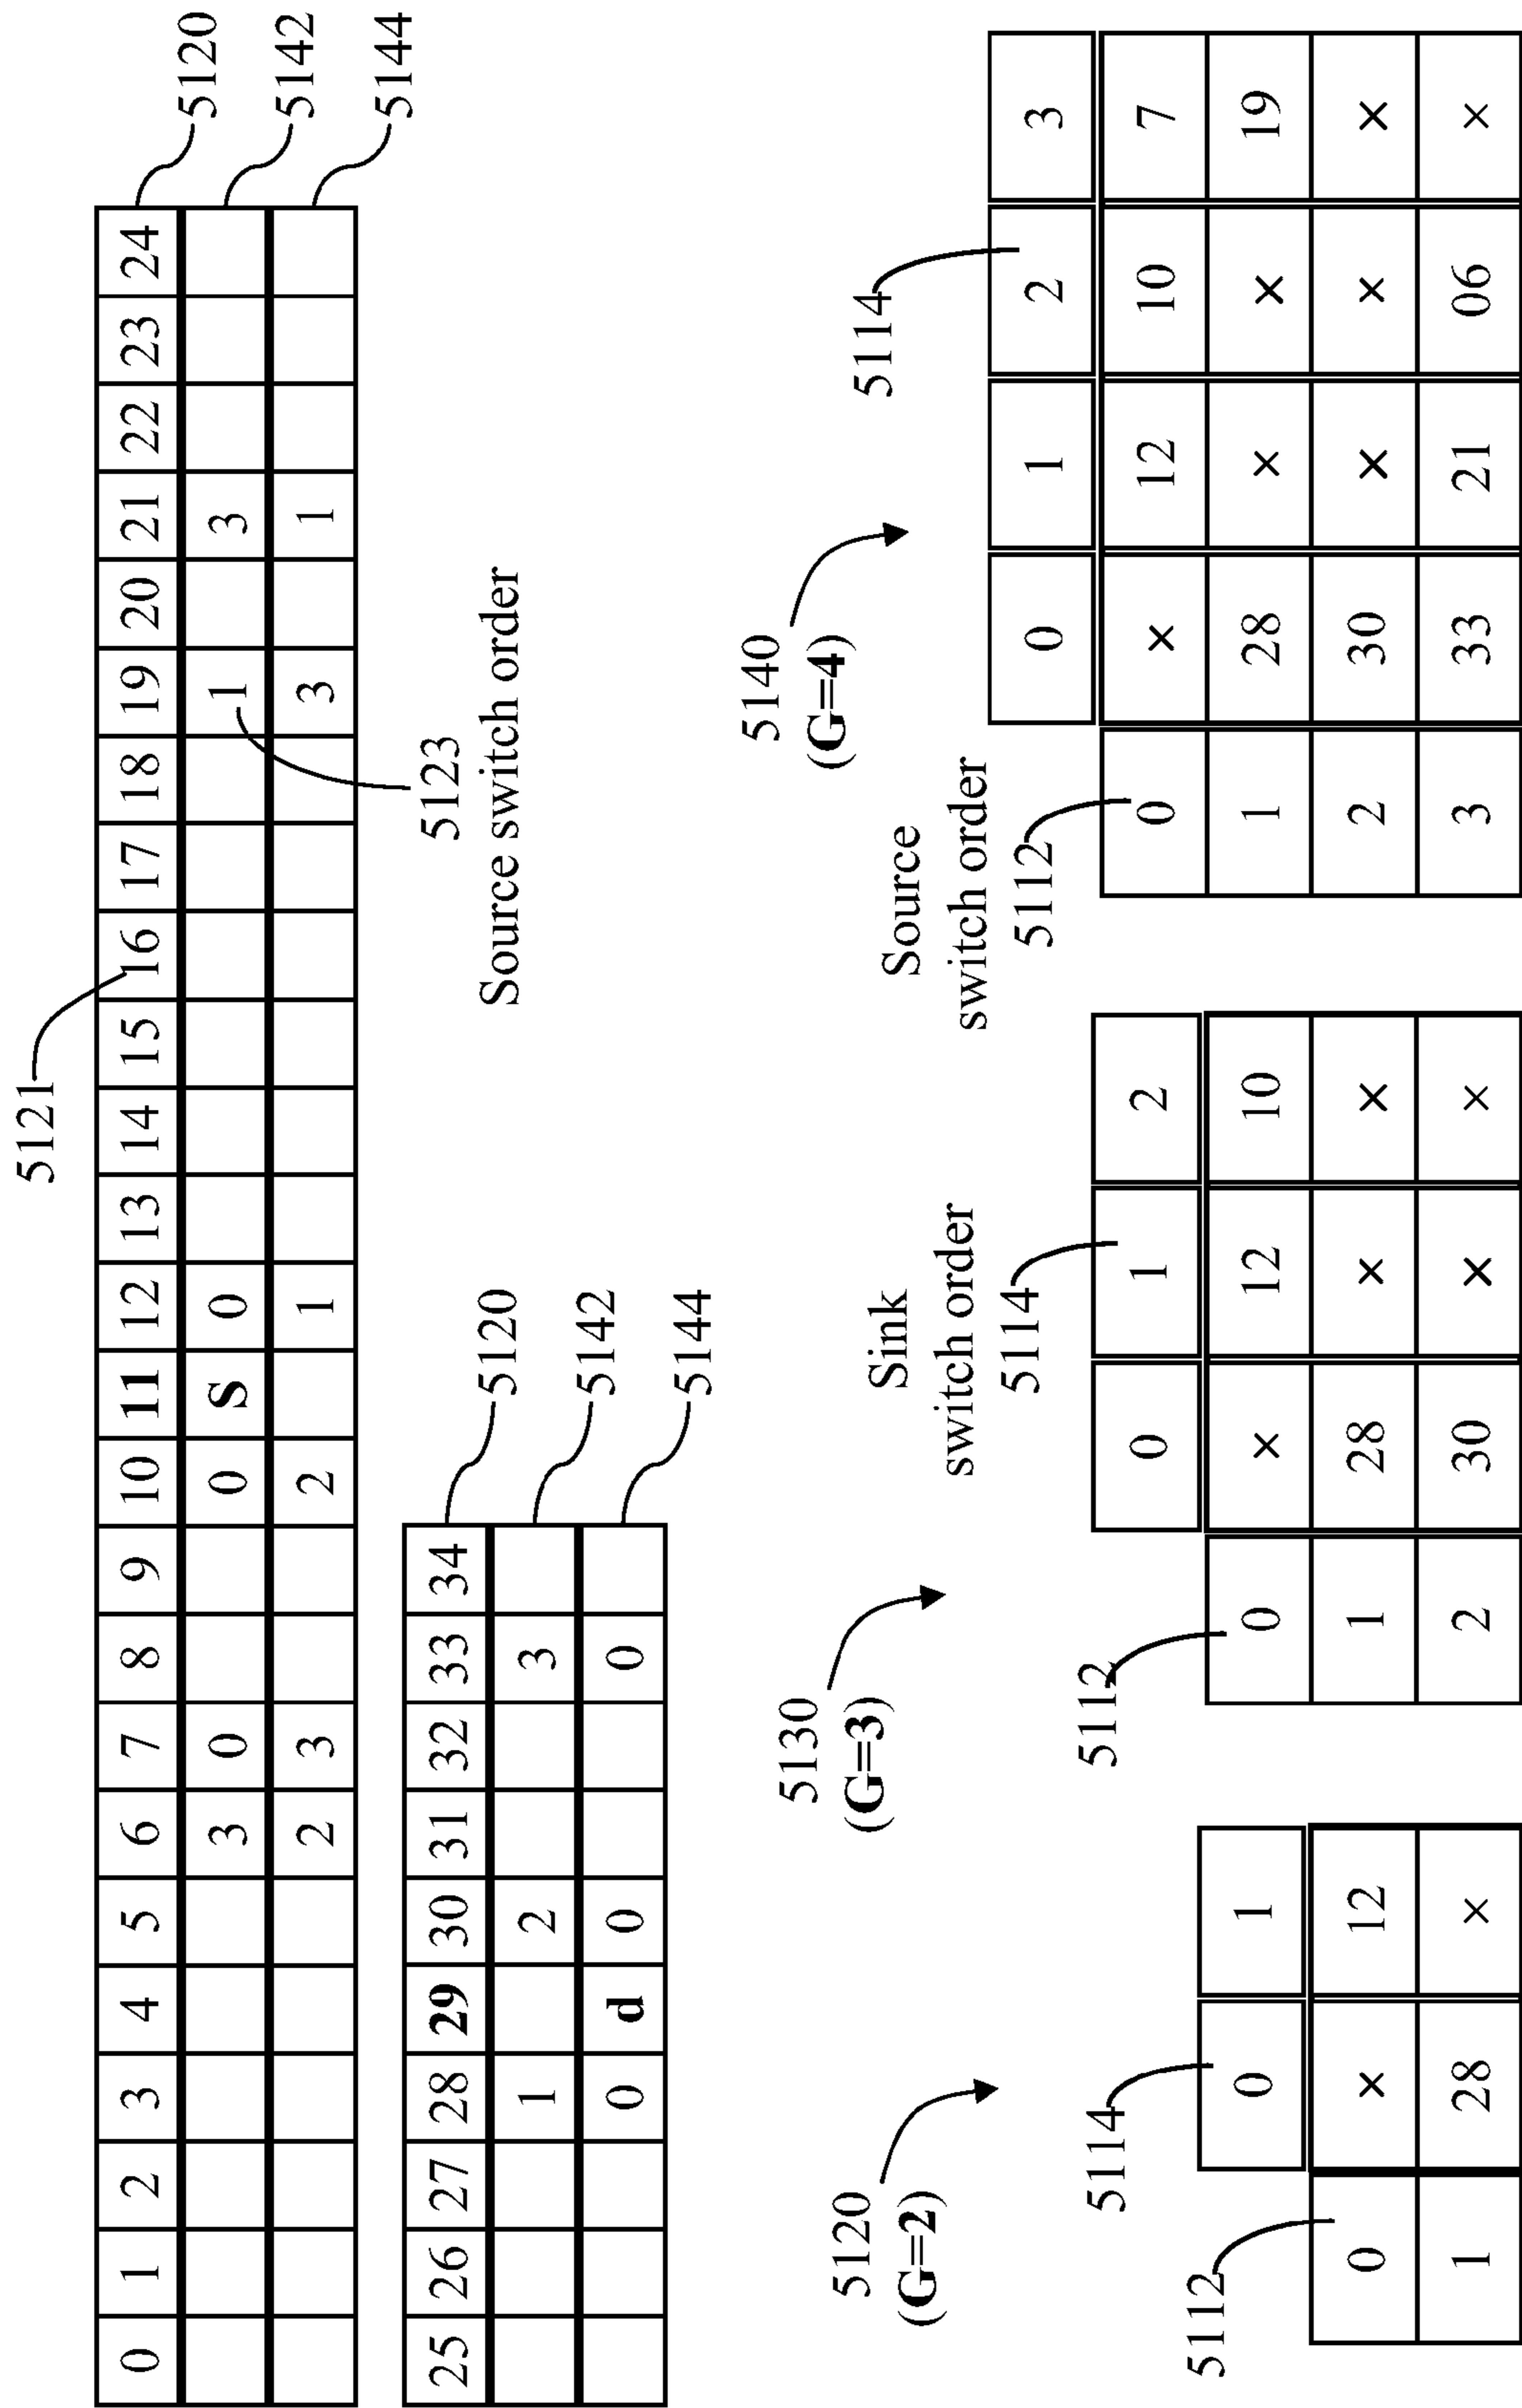 5121
0 1 2 3 4 5 6 7 8 9 10 11 12 13 14 15 16 17 18 19 20 21 22 23 24 5120
3 0 0 S 0 1 3 5142
2 3 2 1 3 1 5144
5123
Source switch order
25 26 27 28 29 30 31 32 33 34 5120
1 2 3 5142
0 d 0 0 5144
5120
(G=2)
5114
5112
0 1
0 × 12
1 28 ×
5130
(G=3)
Sink
switch order
5114
5112
0 1 2
0 × 12 10
1 28 × ×
2 30 × ×
5140
(G=4)
5114
Source
switch order
5112
0 1 2 3
0 × 12 10 7
1 28 × × 19
2 30 × × ×
3 33 21 06 ×